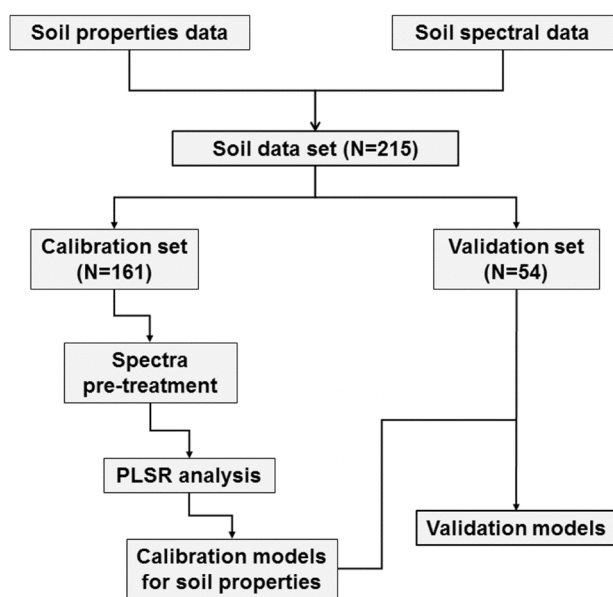 Soil properties data
Soil spectral data
Soil data set (N=215)
Calibration set
(N=161)
Validation set
(N=54)
Spectra
pre-treatment
PLSR analysis
Calibration models
for soil properties
Validation models